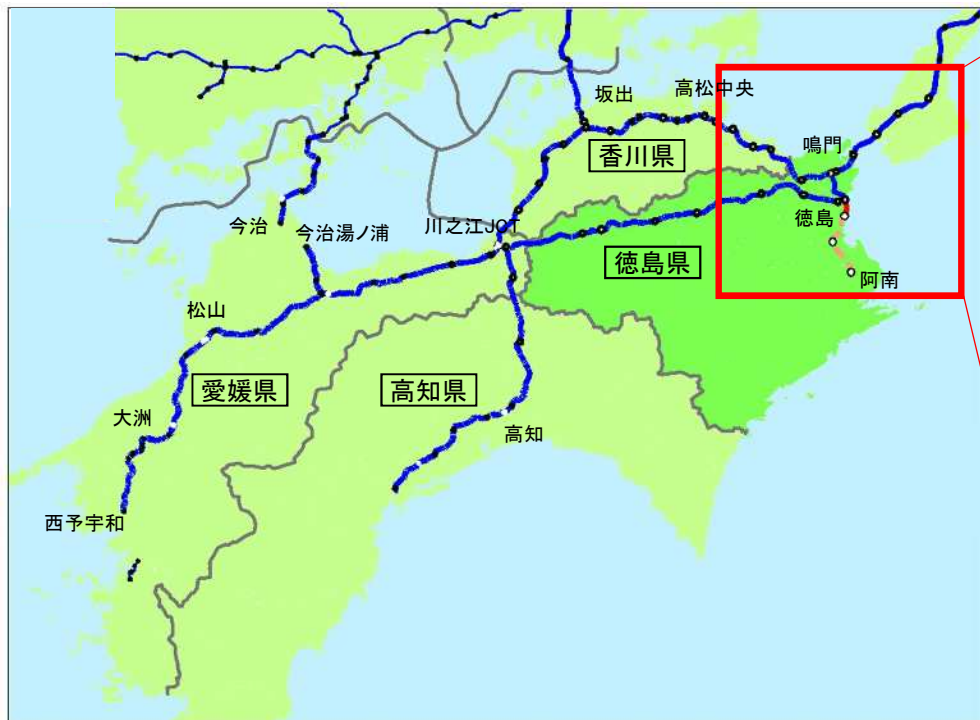 坂出
高松中央
鳴門
香川県
今治
今治湯ノ浦
川之江JCT
徳島
徳島県
阿南
松山
愛媛県
高知県
大洲
高知
西予宇和